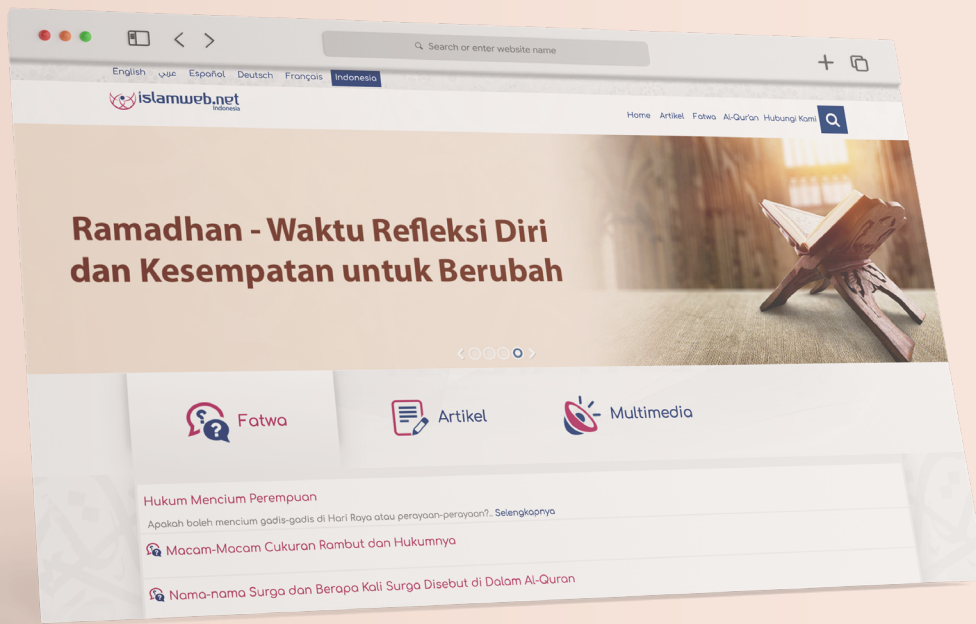 Search or enter website name
English عربي Español Deutsch Français Indonesia
islamweb.net
Indonesia
Home Artikel Fatwa Al-Qur'an Hubungi Kami
Ramadhan - Waktu Refleksi Diri
dan Kesempatan untuk Berubah
Fatwa Artikel Multimedia
Hukum Mencium Perempuan
Apakah boleh mencium gadis-gadis di Hari Raya atau perayaan-perayaan?.. Selengkapnya
Macam-Macam Cukuran Rambut dan Hukumnya
Nama-nama Surga dan Berapa Kali Surga Disebut di Dalam Al-Quran